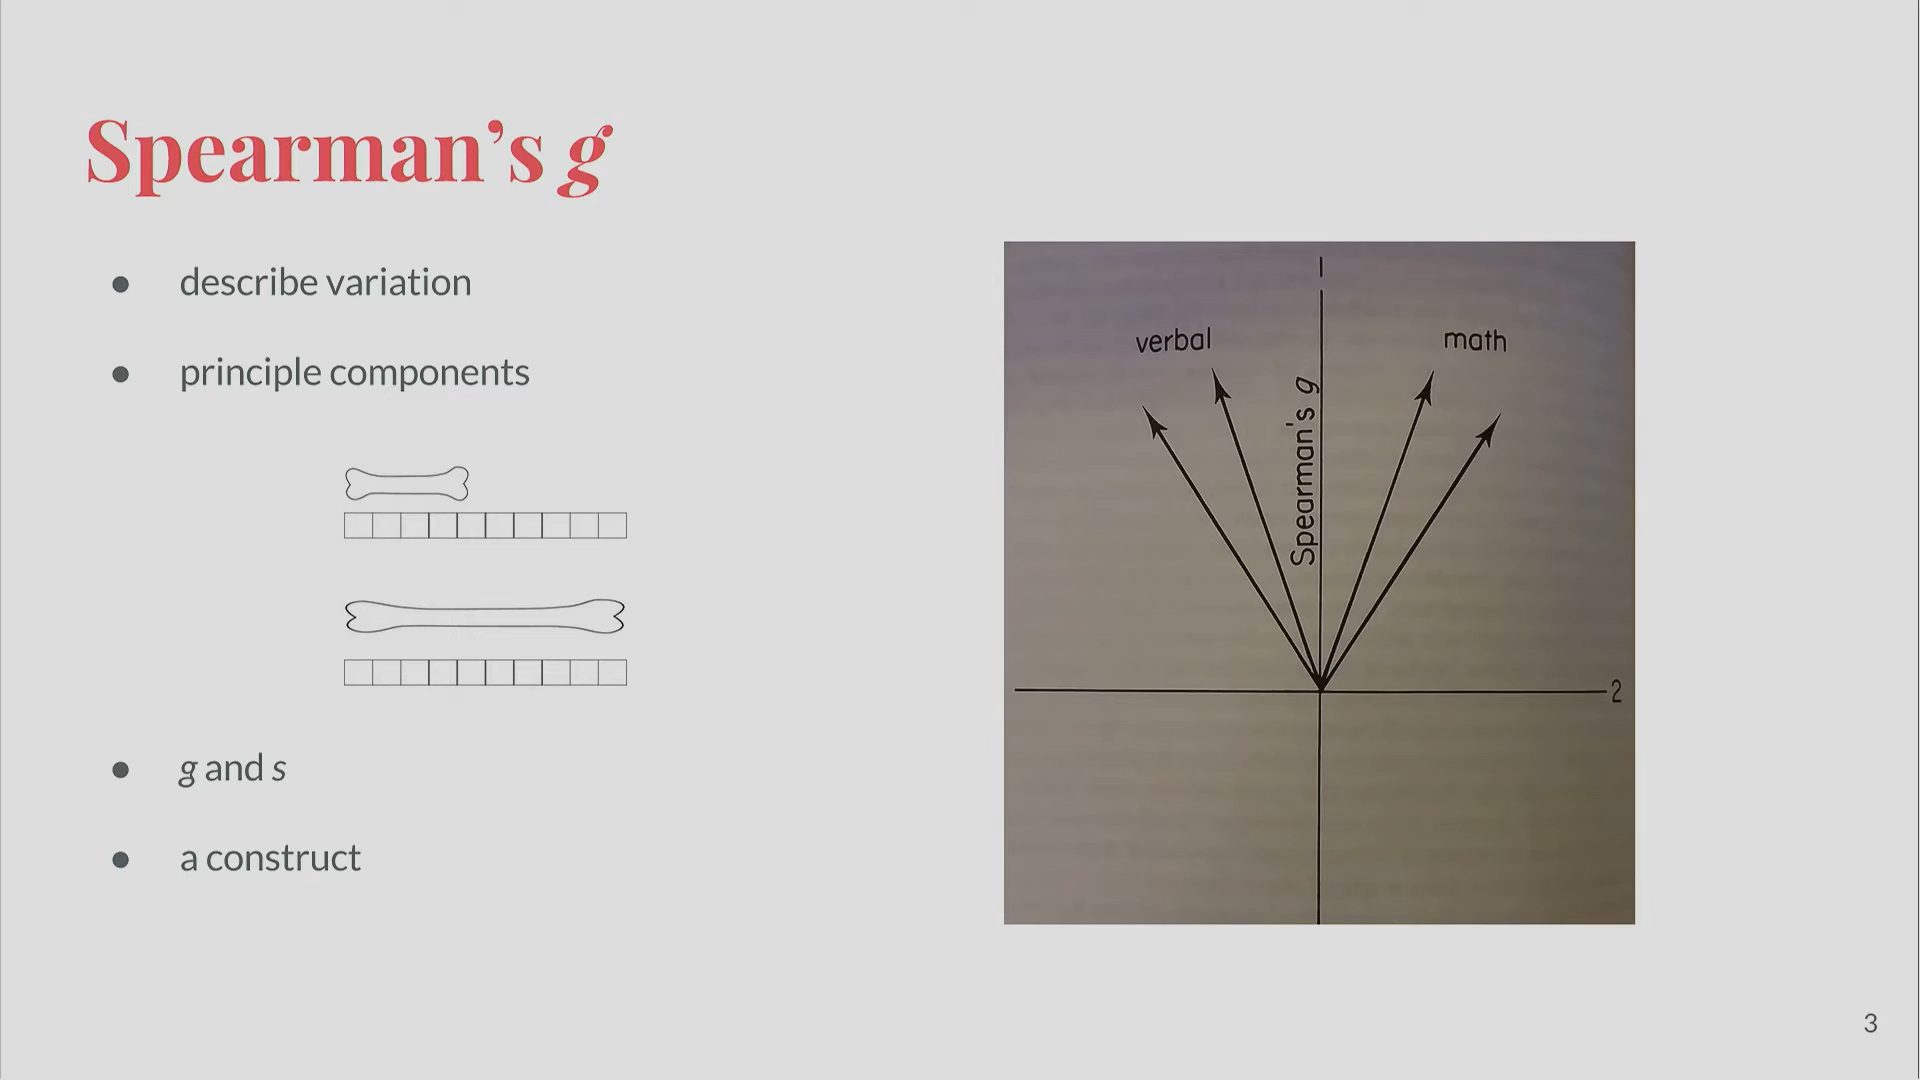 Spearman's g
● describe variation
● principle components
● g and s
● a construct
1
verbal
math
Spearman's g
2
3